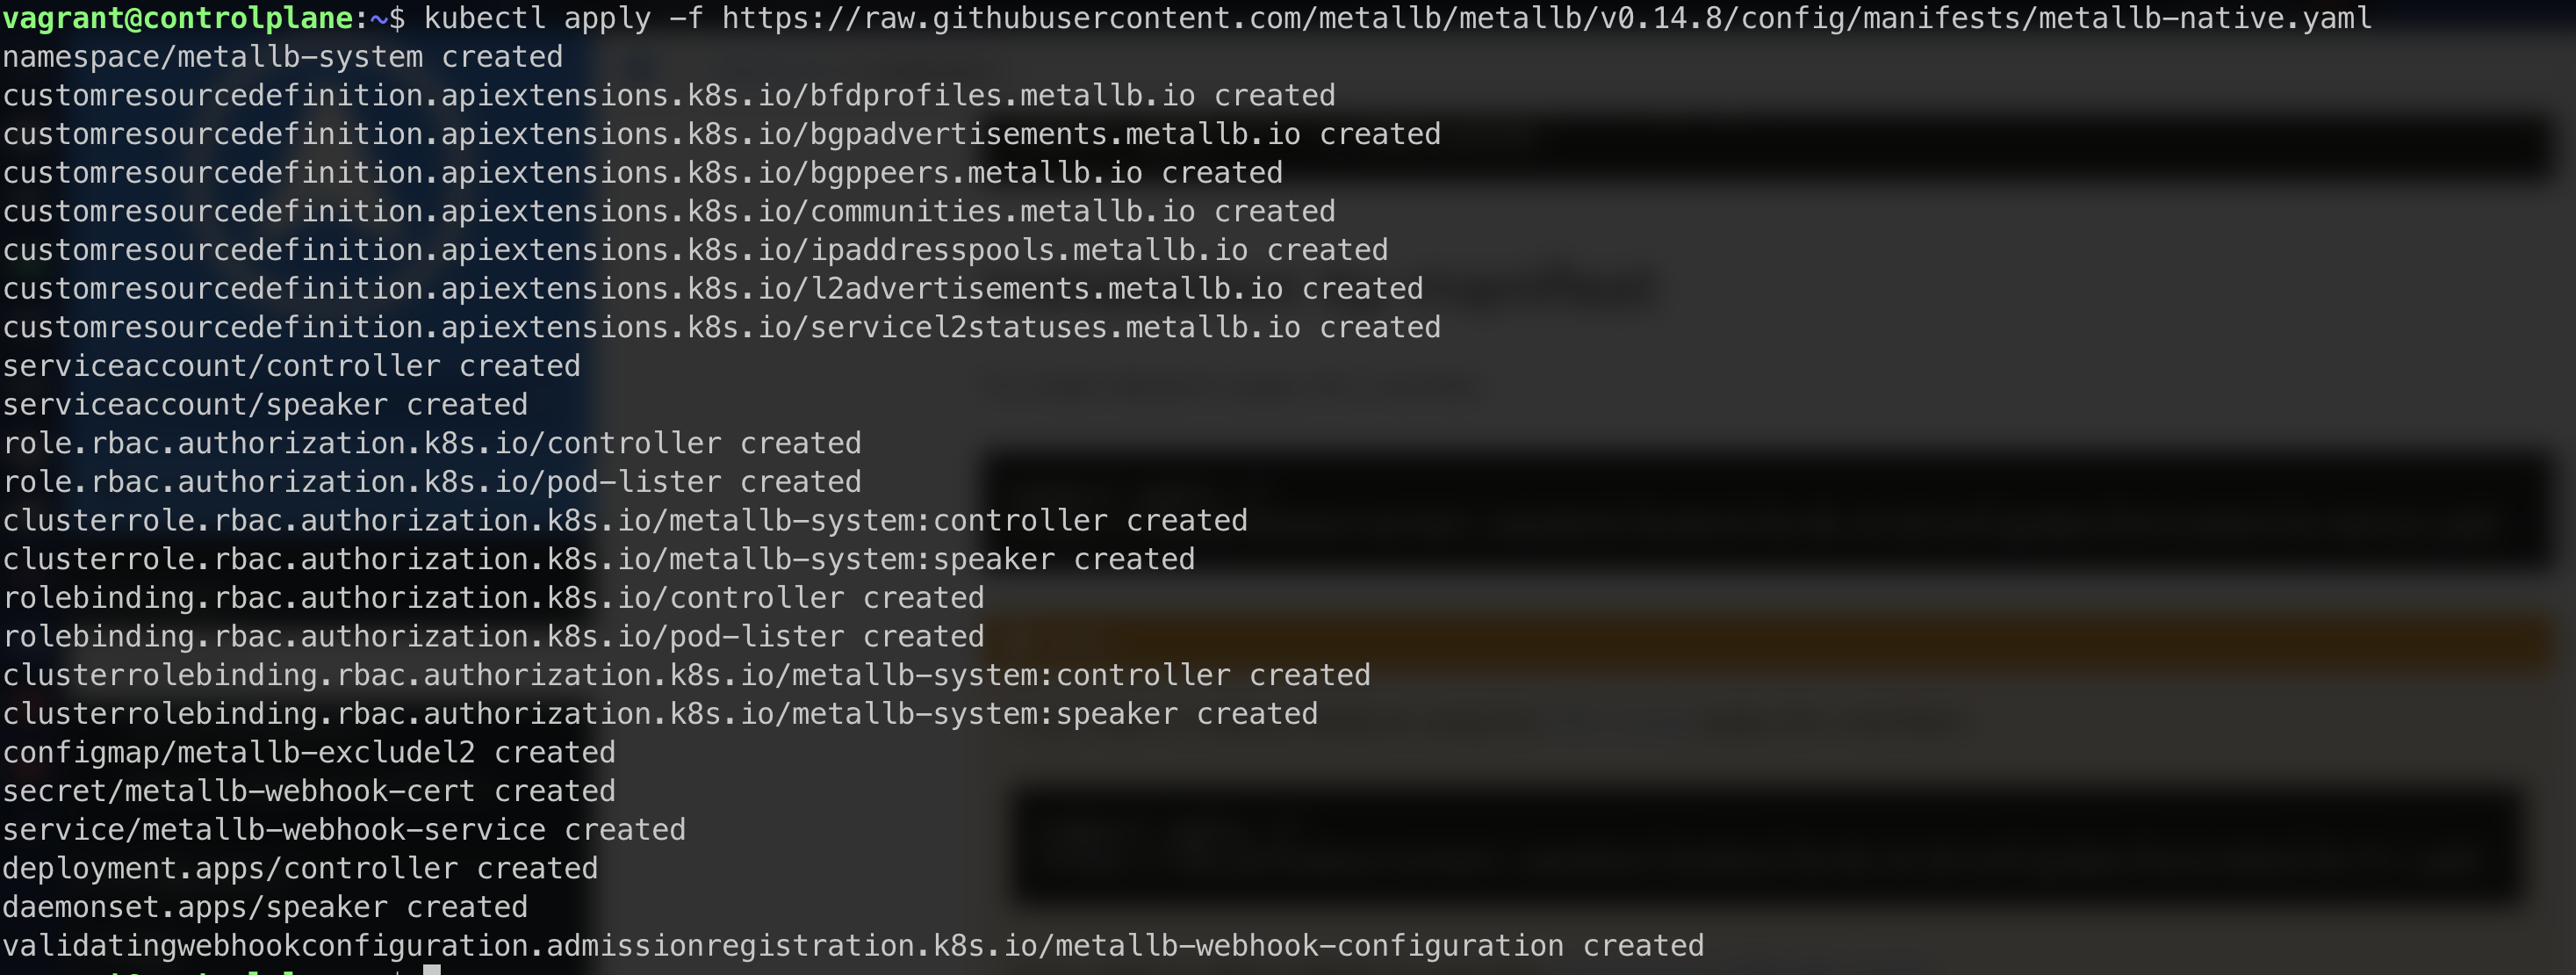 vagrant@controlplane:~$ kubectl apply -f https://raw.githubusercontent.com/metallb/metallb/v0.14.8/config/manifests/metallb-native.yaml
namespace/metallb-system created
customresourcedefinition.apiextensions.k8s.io/bfdprofiles.metallb.io created
customresourcedefinition.apiextensions.k8s.io/bgpadvertisements.metallb.io created
customresourcedefinition.apiextensions.k8s.io/bgppeers.metallb.io created
customresourcedefinition.apiextensions.k8s.io/communities.metallb.io created
customresourcedefinition.apiextensions.k8s.io/ipaddresspools.metallb.io created
customresourcedefinition.apiextensions.k8s.io/l2advertisements.metallb.io created
customresourcedefinition.apiextensions.k8s.io/servicel2statuses.metallb.io created
serviceaccount/controller created
serviceaccount/speaker created
role.rbac.authorization.k8s.io/controller created
role.rbac.authorization.k8s.io/pod-lister created
clusterrole.rbac.authorization.k8s.io/metallb-system:controller created
clusterrole.rbac.authorization.k8s.io/metallb-system:speaker created
rolebinding.rbac.authorization.k8s.io/controller created
rolebinding.rbac.authorization.k8s.io/pod-lister created
clusterrolebinding.rbac.authorization.k8s.io/metallb-system:controller created
clusterrolebinding.rbac.authorization.k8s.io/metallb-system:speaker created
configmap/metallb-excludel2 created
secret/metallb-webhook-cert created
service/metallb-webhook-service created
deployment.apps/controller created
daemonset.apps/speaker created
validatingwebhookconfiguration.admissionregistration.k8s.io/metallb-webhook-configuration created